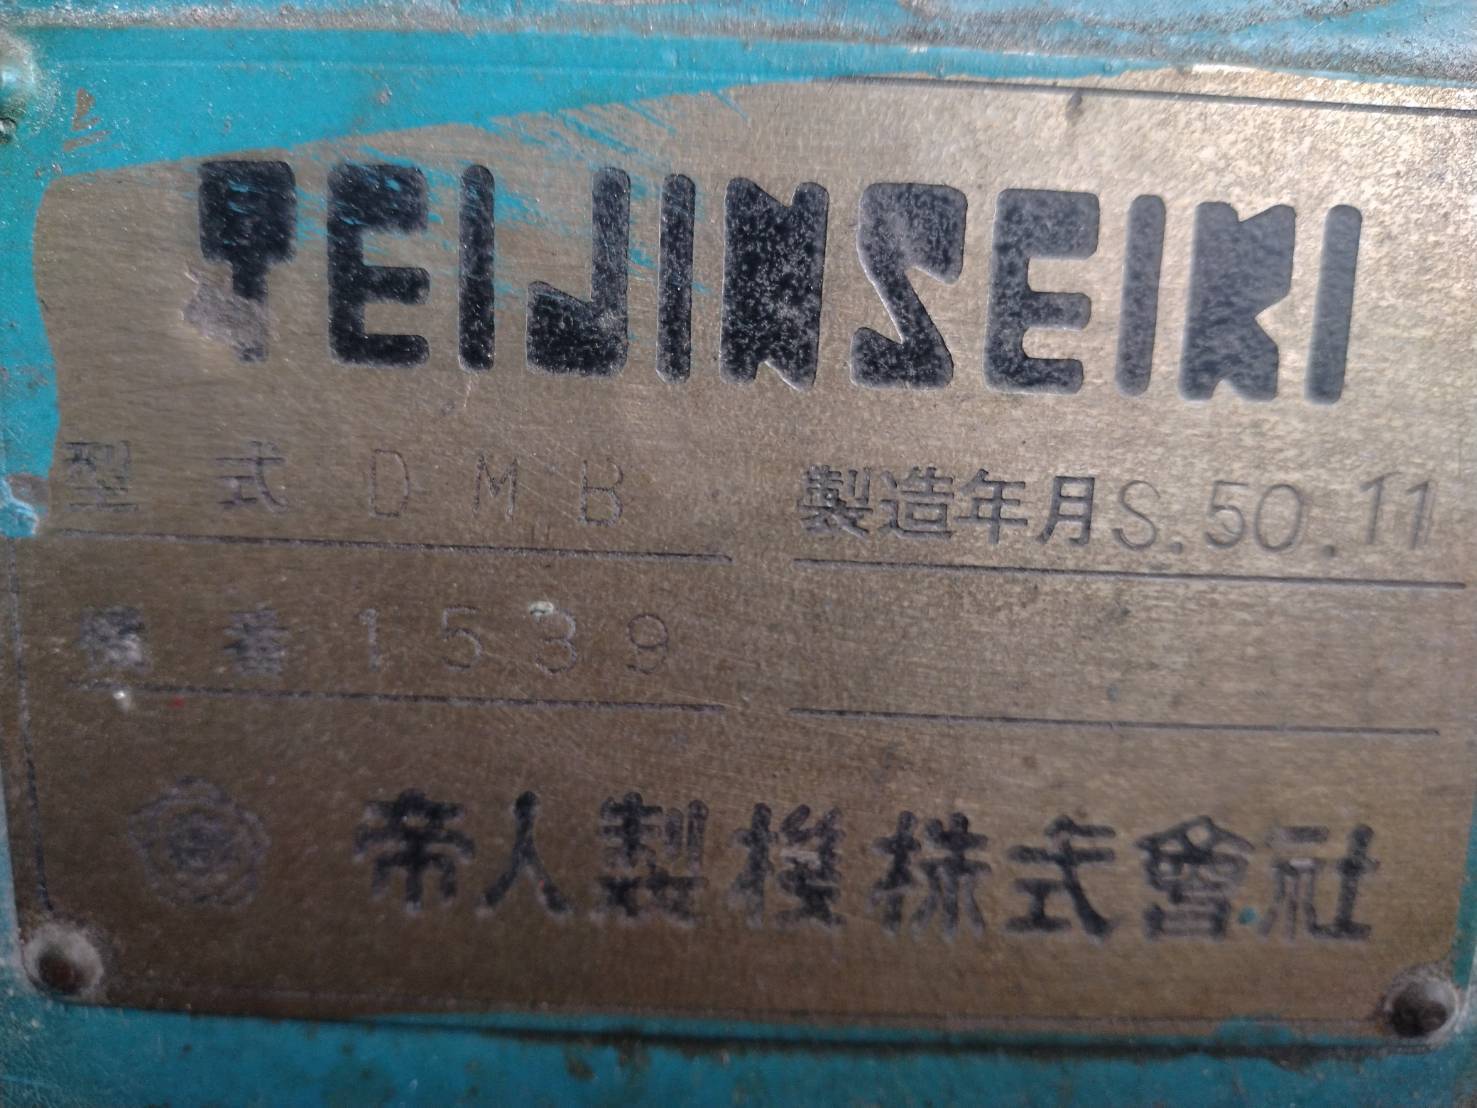 TEIJINSEIKI
型式 DMB 製造年月 S.50.11
機番 1539
帝人製機株式會社